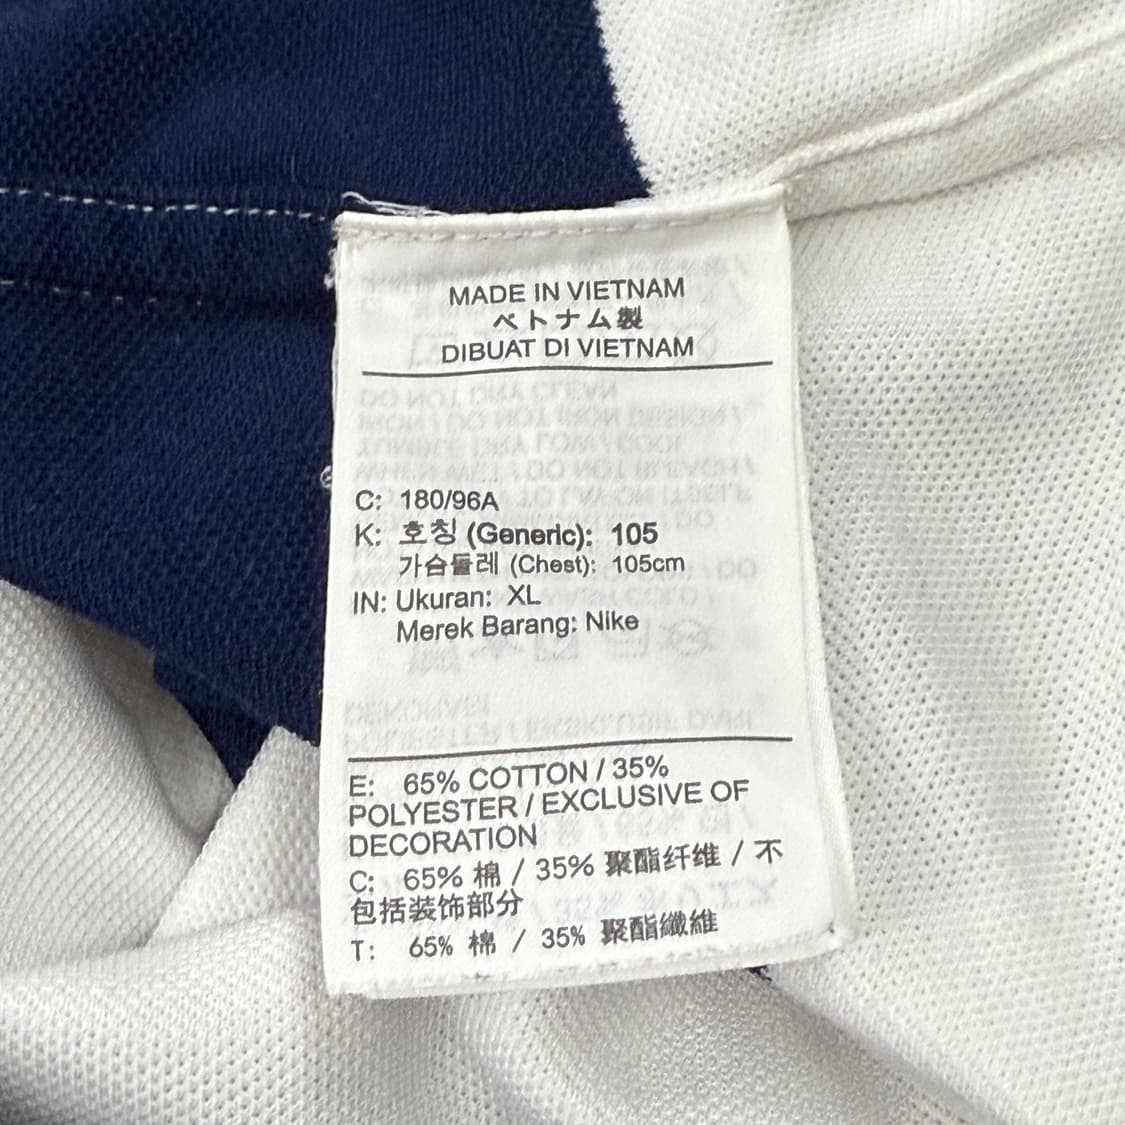 MADE IN VIETNAM
ベトナム製
DIBUAT DI VIETNAM
C: 180/96A
K: 호칭 (Generic): 105
가슴둘레 (Chest): 105cm
IN: Ukuran: XL
Merek Barang: Nike
E: 65% COTTON / 35%
POLYESTER / EXCLUSIVE OF
DECORATION
C: 65% 棉 / 35% 聚酯纤维 / 不
包括装饰部分
T: 65% 棉 / 35% 聚酯纖維